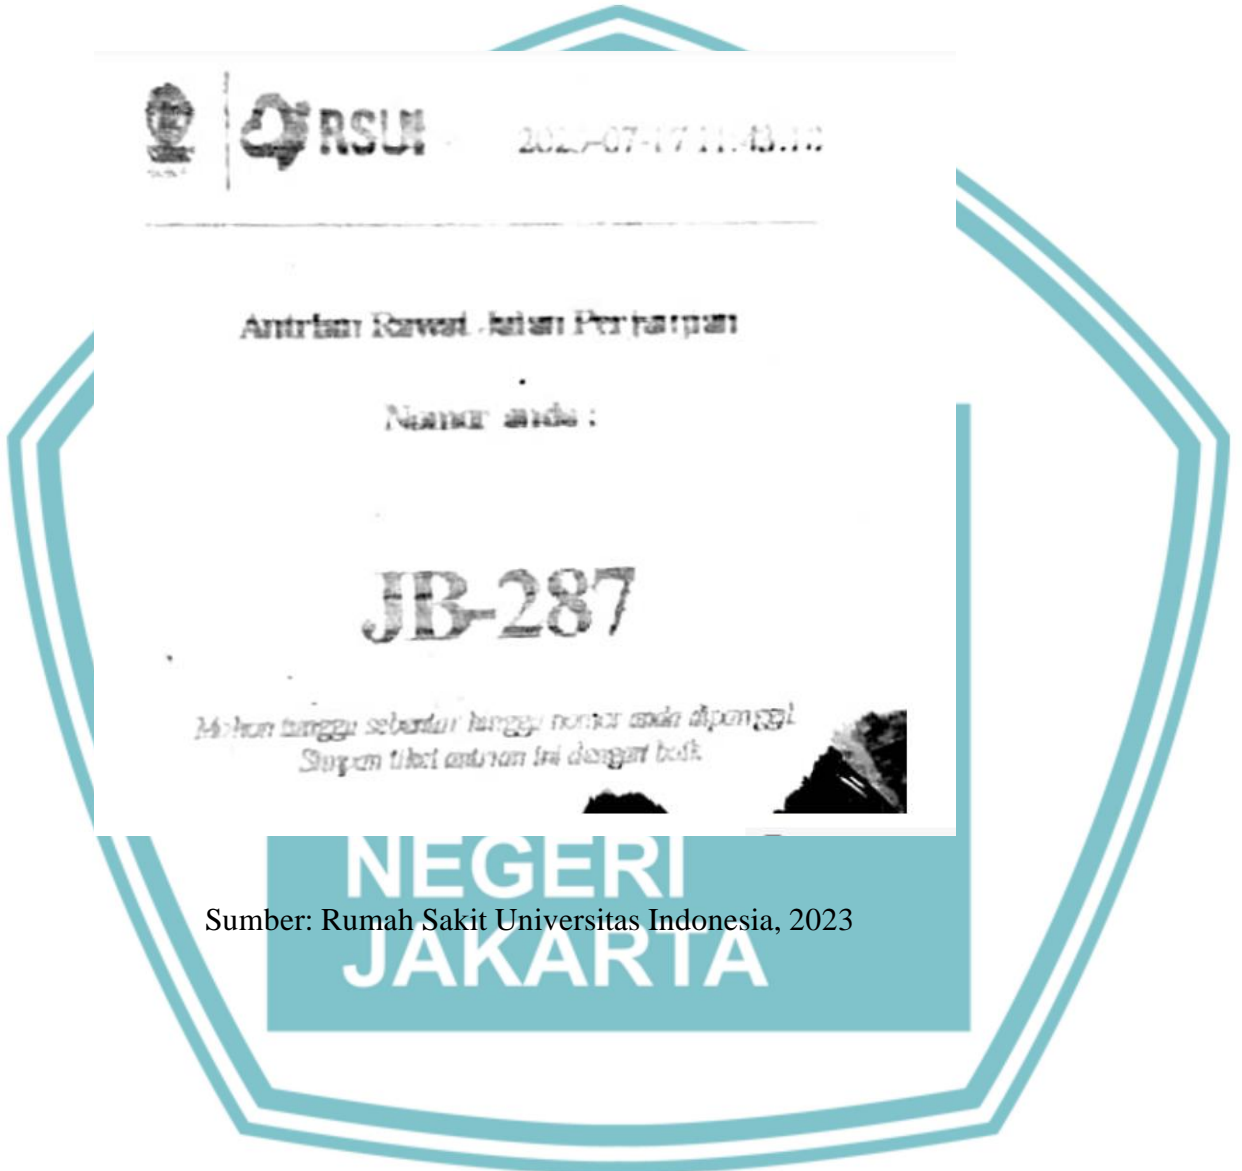 RSUI
Antrian Rawat Jalan Perjanjian
Nomor anda :
JB-287
Mohon tunggu sebentar hingga nomor anda dipanggil.
Simpan tiket antrian ini dengan baik
NEGERI
Sumber: Rumah Sakit Universitas Indonesia, 2023
JAKARTA